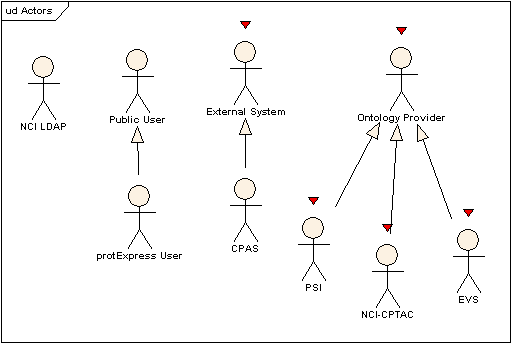 ud Actors
NCI LDAP
Public User
External System
Ontology Provider
protExpress User
CPAS
PSI
NCI-CPTAC
EVS